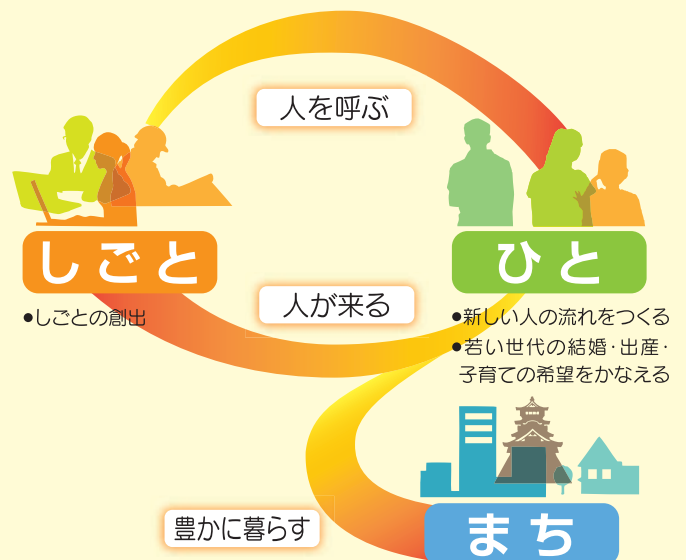 人を呼ぶ
しごと
ひと
●しごとの創出
人が来る
●新しい人の流れをつくる
●若い世代の結婚・出産・
子育ての希望をかなえる
豊かに暮らす
まち